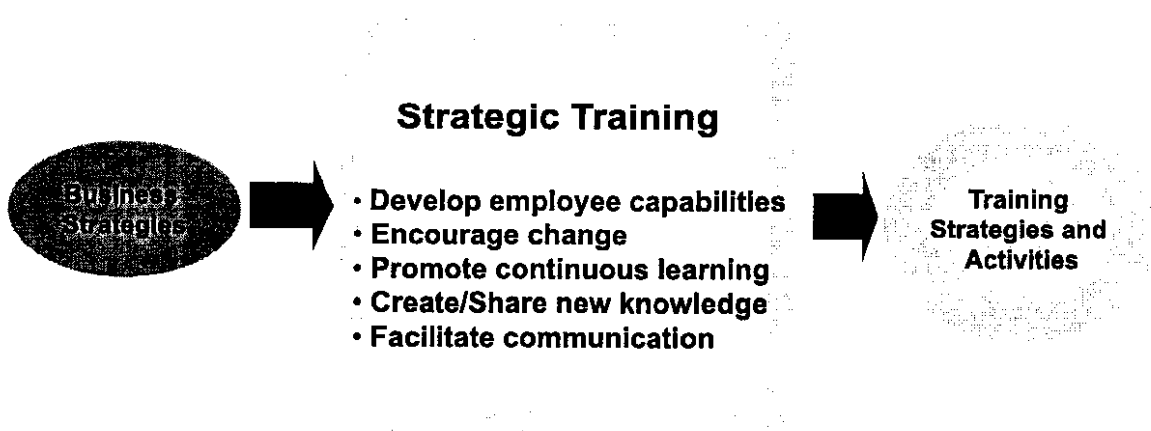 Business
Strategies
Strategic Training
• Develop employee capabilities
• Encourage change
• Promote continuous learning
• Create/Share new knowledge
• Facilitate communication
Training
Strategies and
Activities